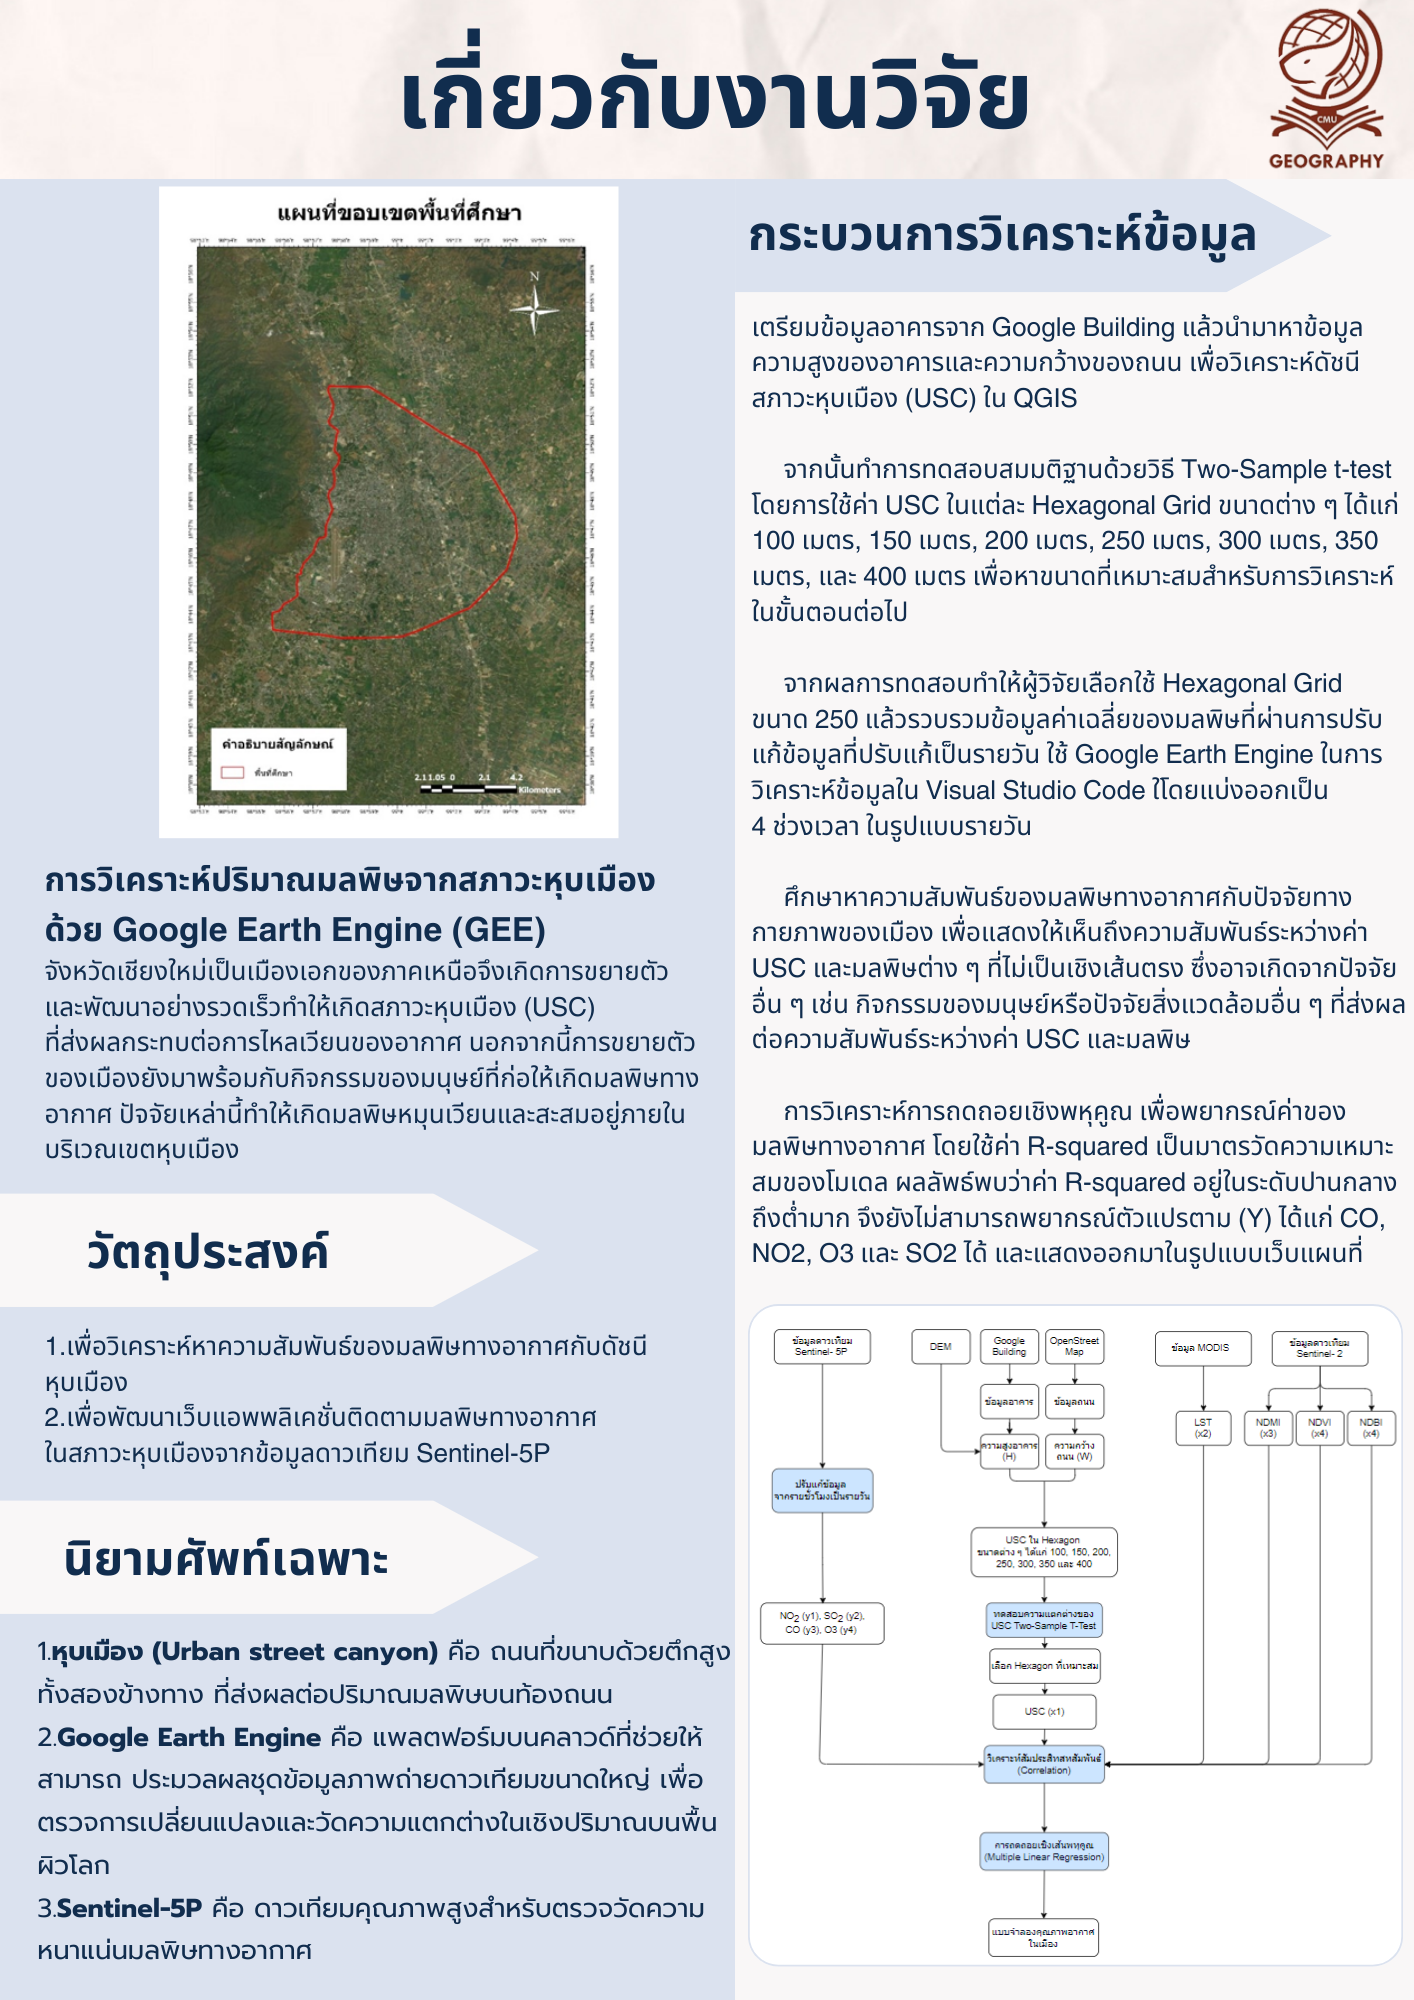 เกี่ยวกับงานวิจัย
CMU
GEOGRAPHY
แผนที่ขอบเขตพื้นที่ศึกษา
N
คำอธิบายสัญลักษณ์
พื้นที่ศึกษา
2.1 1.05 0 2.1 4.2
Kilometers
การวิเคราะห์ปริมาณมลพิษจากสภาวะหุบเมือง
ด้วย Google Earth Engine (GEE)
จังหวัดเชียงใหม่เป็นเมืองเอกของภาคเหนือจึงเกิดการขยายตัว
และพัฒนาอย่างรวดเร็วทำให้เกิดสภาวะหุบเมือง (USC)
ที่ส่งผลกระทบต่อการไหลเวียนของอากาศ นอกจากนี้การขยายตัว
ของเมืองยังมาพร้อมกับกิจกรรมของมนุษย์ที่ก่อให้เกิดมลพิษทาง
อากาศ ปัจจัยเหล่านี้ทำให้เกิดมลพิษหมุนเวียนและสะสมอยู่ภายใน
บริเวณเขตหุบเมือง
วัตถุประสงค์
1.เพื่อวิเคราะห์หาความสัมพันธ์ของมลพิษทางอากาศกับดัชนี
หุบเมือง
2.เพื่อพัฒนาเว็บแอพพลิเคชั่นติดตามมลพิษทางอากาศ
ในสภาวะหุบเมืองจากข้อมูลดาวเทียม Sentinel-5P
นิยามศัพท์เฉพาะ
1.หุบเมือง (Urban street canyon) คือ ถนนที่ขนาบด้วยตึกสูง
ทั้งสองข้างทาง ที่ส่งผลต่อปริมาณมลพิษบนท้องถนน
2.Google Earth Engine คือ แพลตฟอร์มบนคลาวด์ที่ช่วยให้
สามารถ ประมวลผลชุดข้อมูลภาพถ่ายดาวเทียมขนาดใหญ่ เพื่อ
ตรวจการเปลี่ยนแปลงและวัดความแตกต่างในเชิงปริมาณบนพื้น
ผิวโลก
3.Sentinel-5P คือ ดาวเทียมคุณภาพสูงสำหรับตรวจวัดความ
หนาแน่นมลพิษทางอากาศ
กระบวนการวิเคราะห์ข้อมูล
เตรียมข้อมูลอาคารจาก Google Building แล้วนำมาหาข้อมูล
ความสูงของอาคารและความกว้างของถนน เพื่อวิเคราะห์ดัชนี
สภาวะหุบเมือง (USC) ใน QGIS
จากนั้นทำการทดสอบสมมติฐานด้วยวิธี Two-Sample t-test
โดยการใช้ค่า USC ในแต่ละ Hexagonal Grid ขนาดต่าง ๆ ได้แก่
100 เมตร, 150 เมตร, 200 เมตร, 250 เมตร, 300 เมตร, 350
เมตร, และ 400 เมตร เพื่อหาขนาดที่เหมาะสมสำหรับการวิเคราะห์
ในขั้นตอนต่อไป
จากผลการทดสอบทำให้ผู้วิจัยเลือกใช้ Hexagonal Grid
ขนาด 250 แล้วรวบรวมข้อมูลค่าเฉลี่ยของมลพิษที่ผ่านการปรับ
แก้ข้อมูลที่ปรับแก้เป็นรายวัน ใช้ Google Earth Engine ในการ
วิเคราะห์ข้อมูลใน Visual Studio Code ใโดยแบ่งออกเป็น
4 ช่วงเวลา ในรูปแบบรายวัน
ศึกษาหาความสัมพันธ์ของมลพิษทางอากาศกับปัจจัยทาง
กายภาพของเมือง เพื่อแสดงให้เห็นถึงความสัมพันธ์ระหว่างค่า
USC และมลพิษต่าง ๆ ที่ไม่เป็นเชิงเส้นตรง ซึ่งอาจเกิดจากปัจจัย
อื่น ๆ เช่น กิจกรรมของมนุษย์หรือปัจจัยสิ่งแวดล้อมอื่น ๆ ที่ส่งผล
ต่อความสัมพันธ์ระหว่างค่า USC และมลพิษ
การวิเคราะห์การถดถอยเชิงพหุคูณ เพื่อพยากรณ์ค่าของ
มลพิษทางอากาศ โดยใช้ค่า R-squared เป็นมาตรวัดความเหมาะ
สมของโมเดล ผลลัพธ์พบว่าค่า R-squared อยู่ในระดับปานกลาง
ถึงต่ำมาก จึงยังไม่สามารถพยากรณ์ตัวแปรตาม (Y) ได้แก่ CO,
NO2, O3 และ SO2 ได้ และแสดงออกมาในรูปแบบเว็บแผนที่
ข้อมูลดาวเทียม
Sentinel- 5P
DEM
Google
Building
OpenStreet
Map
ข้อมูล MODIS
ข้อมูลดาวเทียม
Sentinel- 2
ข้อมูลอาคาร
ข้อมูลถนน
LST
(x2)
NDMI
(x3)
NDVI
(x4)
NDBI
(x4)
ความสูงอาคาร
(H)
ความกว้าง
ถนน (W)
ปรับแก้ข้อมูล
จากรายชั่วโมงเป็นรายวัน
USC ใน Hexagon
ขนาดต่าง ๆ ได้แก่ 100, 150, 200,
250, 300, 350 และ 400
NO2 (y1), SO2 (y2),
CO (y3), O3 (y4)
ทดสอบความแตกต่างของ
USC Two-Sample T-Test
เลือก Hexagon ที่เหมาะสม
USC (x1)
วิเคราะห์สัมประสิทสหสัมพันธ์
(Correlation)
การถดถอยเชิงเส้นพหุคูณ
(Multiple Linear Regression)
แบบจำลองคุณภาพอากาศ
ในเมือง